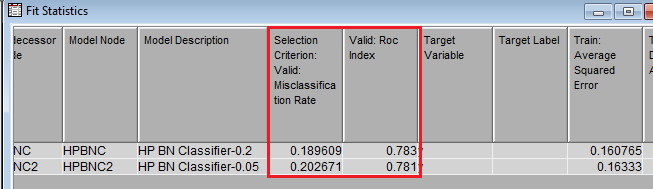 Fit Statistics
lecessor
le
Model Node
Model Description
Selection
Criterion:
Valid:
Misclassifica
tion Rate
Valid: Roc
Index
Target
Variable
Target Label
Train:
Average
Squared
Error
NC HPBNC HP BN Classifier-0.2 0.189609 0.783 0.160765
NC2 HPBNC2 HP BN Classifier-0.05 0.202671 0.781 0.16333